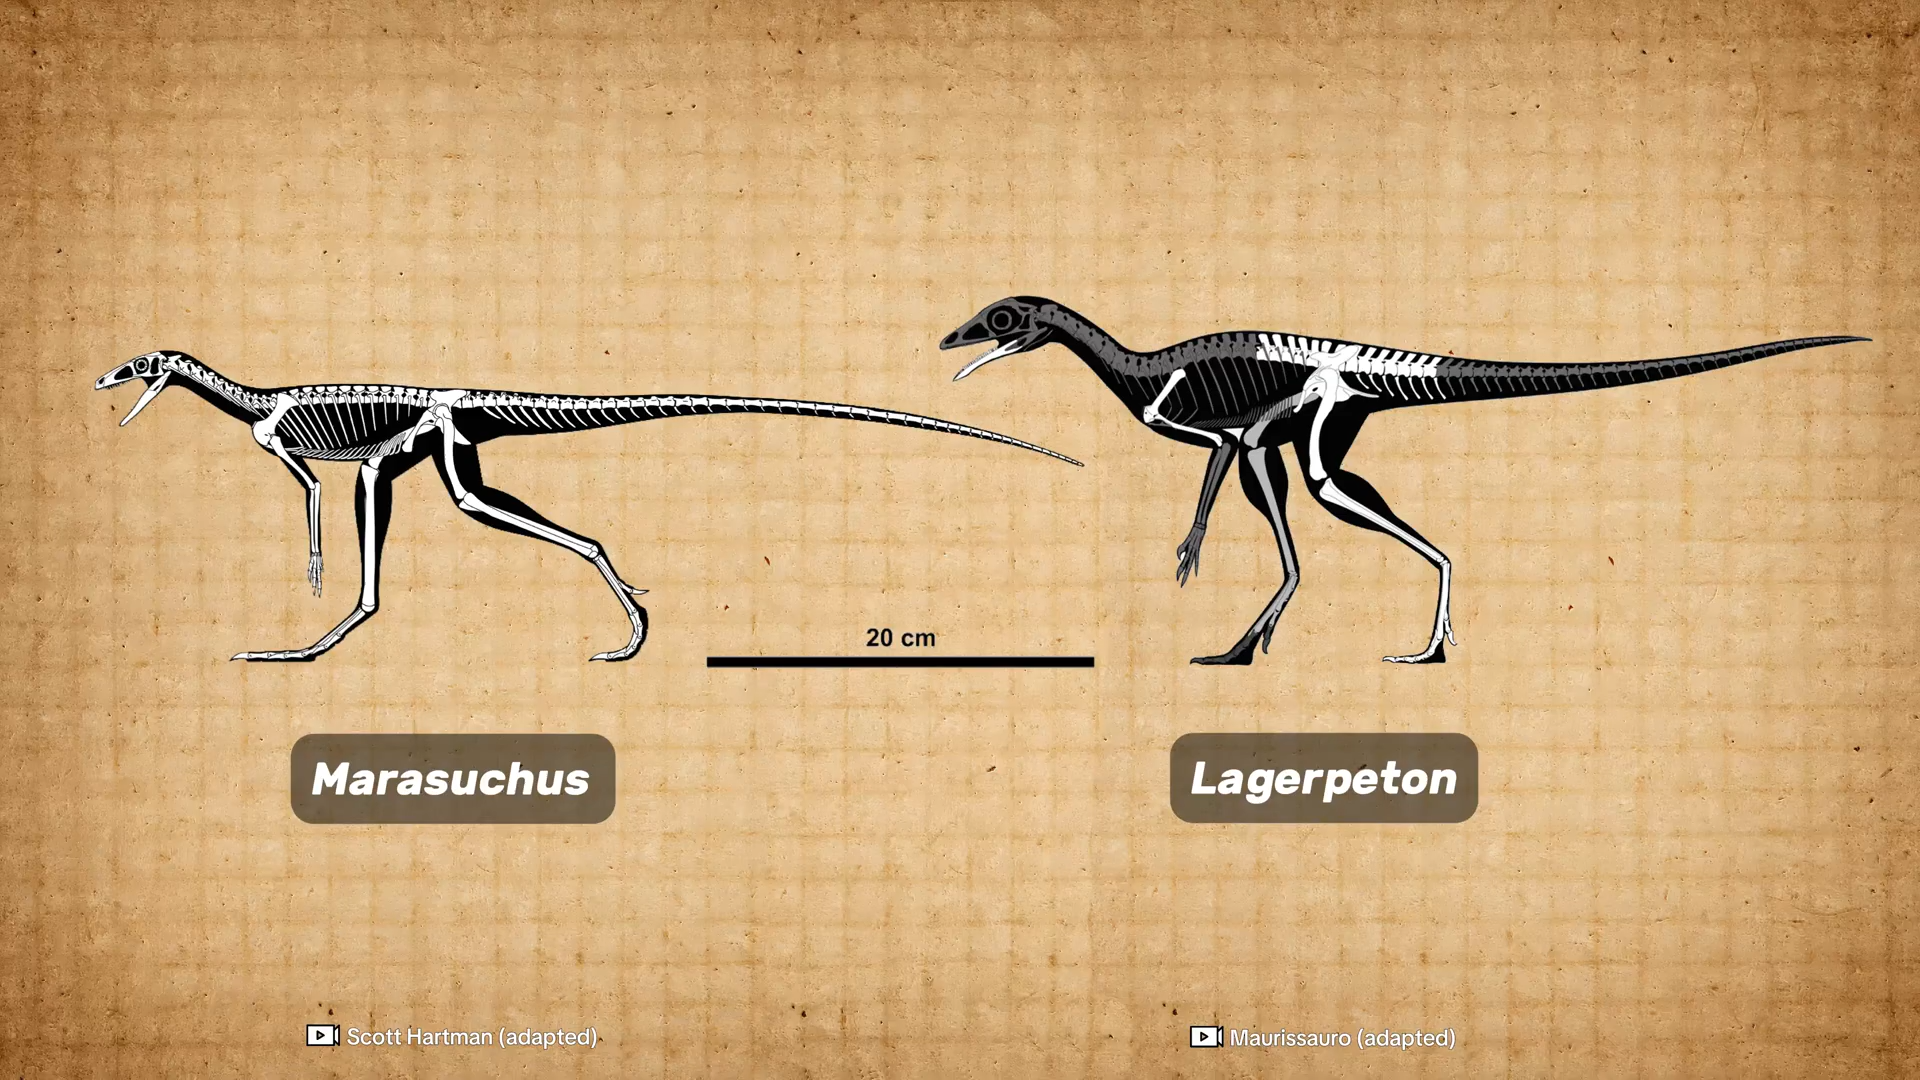 20 cm
Marasuchus
Lagerpeton
Scott Hartman (adapted)
Maurissauro (adapted)